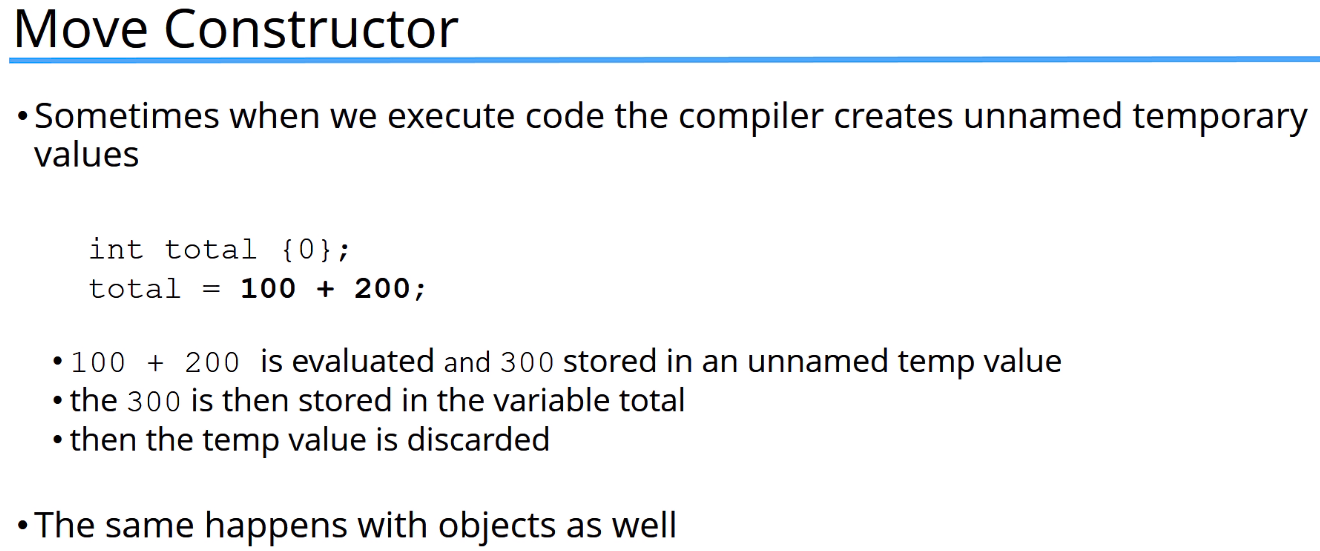 Move Constructor
•Sometimes when we execute code the compiler creates unnamed temporary
values
int total {0};
total = 100 + 200;
•100 + 200 is evaluated and 300 stored in an unnamed temp value
•the 300 is then stored in the variable total
•then the temp value is discarded
•The same happens with objects as well